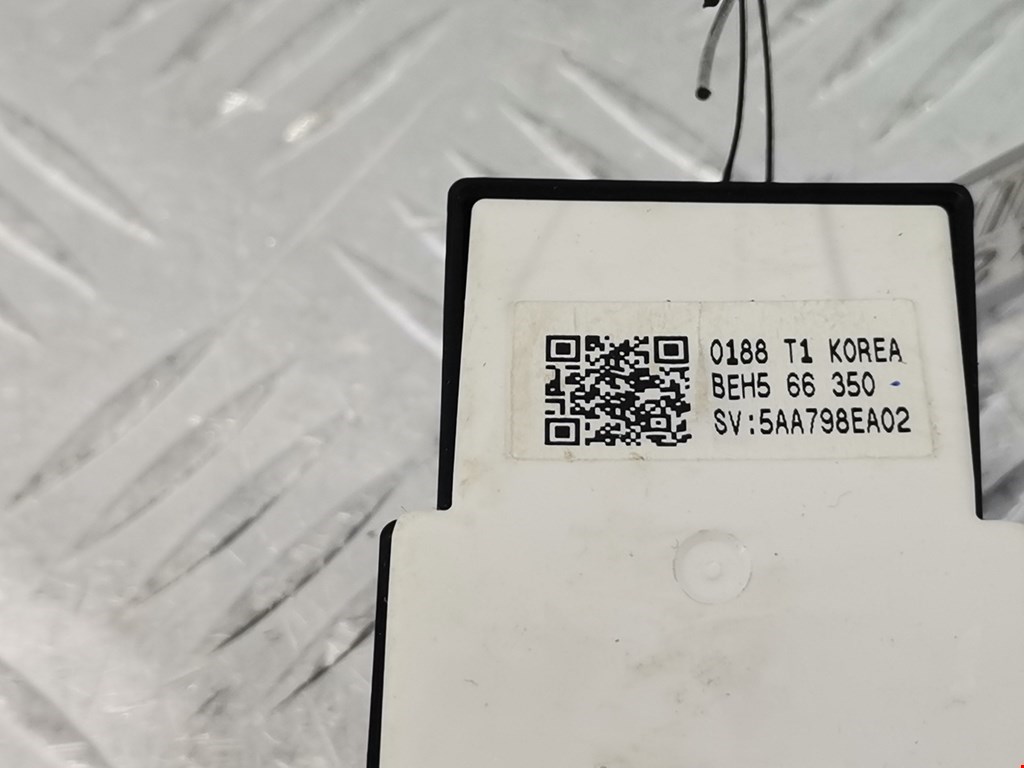 0188 T1 KOREA
BEH5 66 350 -
SV:5AA798EA02